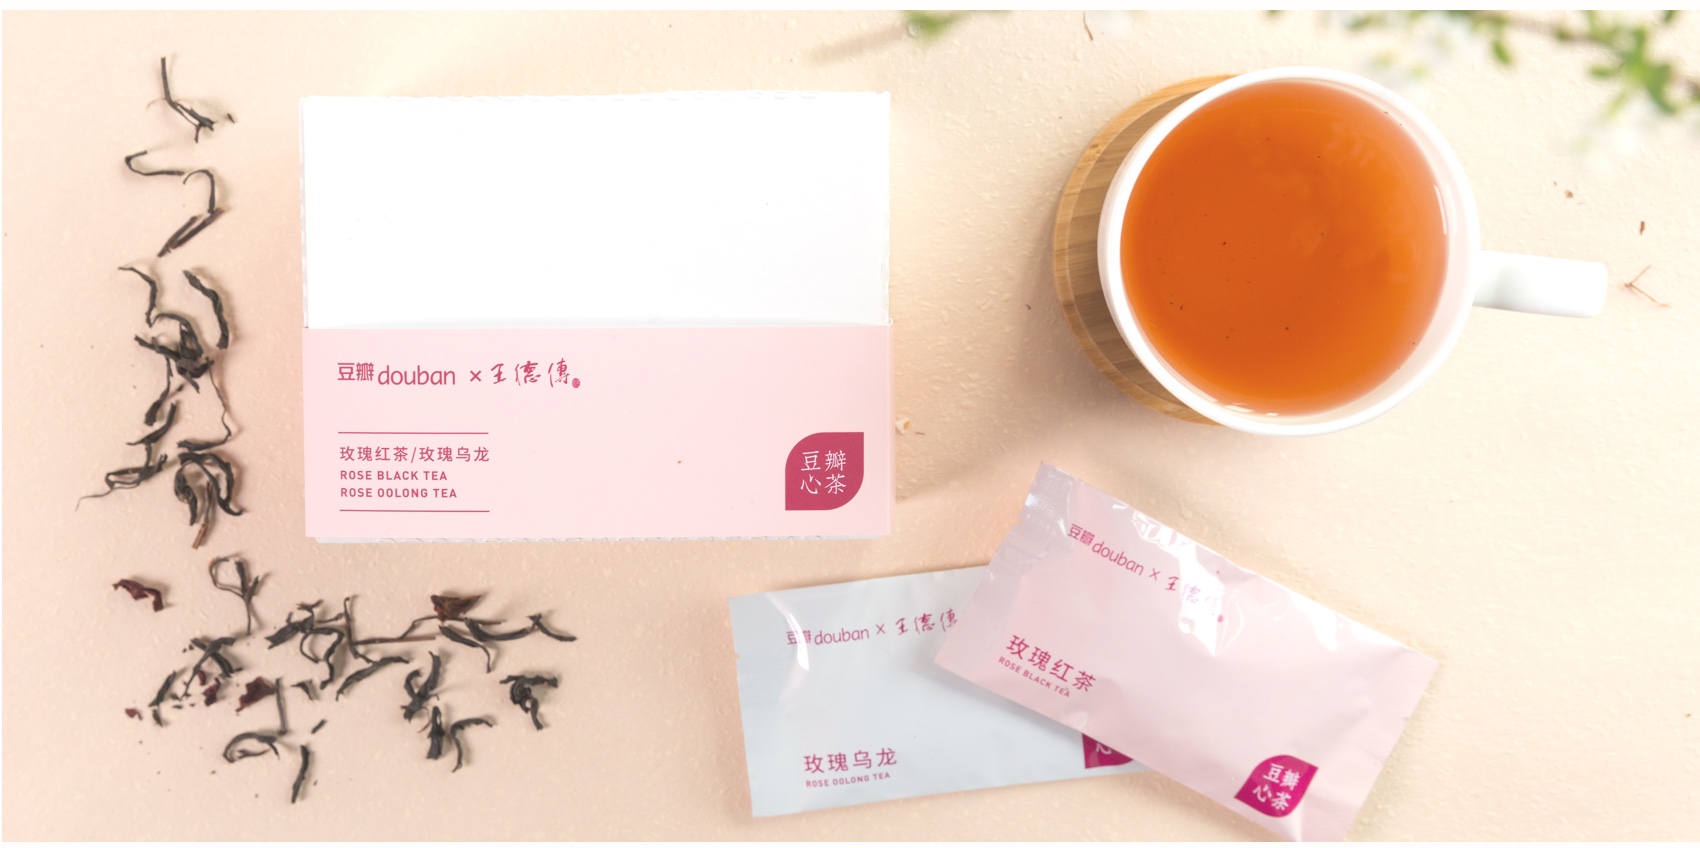 豆瓣douban × 王德傳
玫瑰红茶/玫瑰乌龙
ROSE BLACK TEA
ROSE OOLONG TEA
豆瓣
心茶
豆瓣douban × 王德傳
玫瑰乌龙
ROSE OOLONG TEA
心
豆瓣douban × 王德傳
玫瑰红茶
ROSE BLACK TEA
豆瓣
心茶